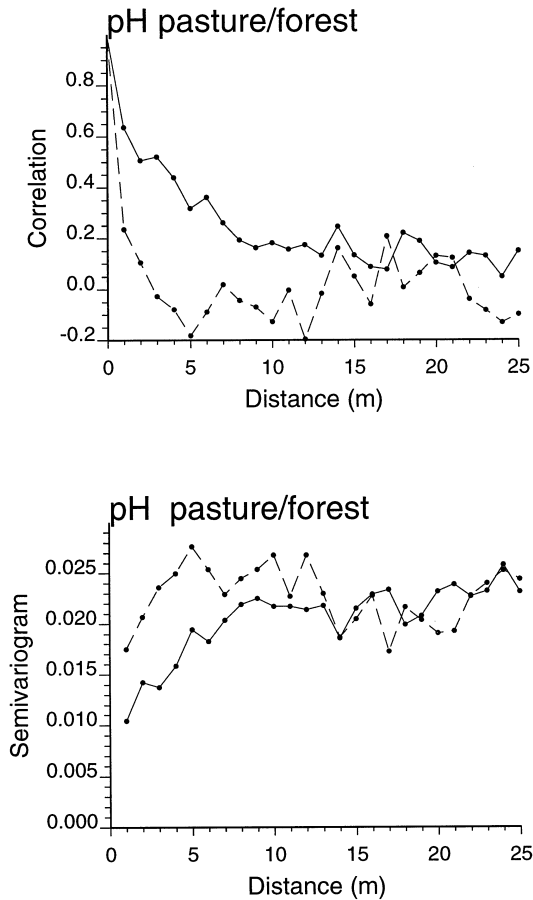 pH pasture/forest
Correlation
0.8
0.6
0.4
0.2
0.0
-0.2
0 5 10 15 20 25
Distance (m)
pH pasture/forest
Semivariogram
0.025
0.020
0.015
0.010
0.005
0.000
0 5 10 15 20 25
Distance (m)